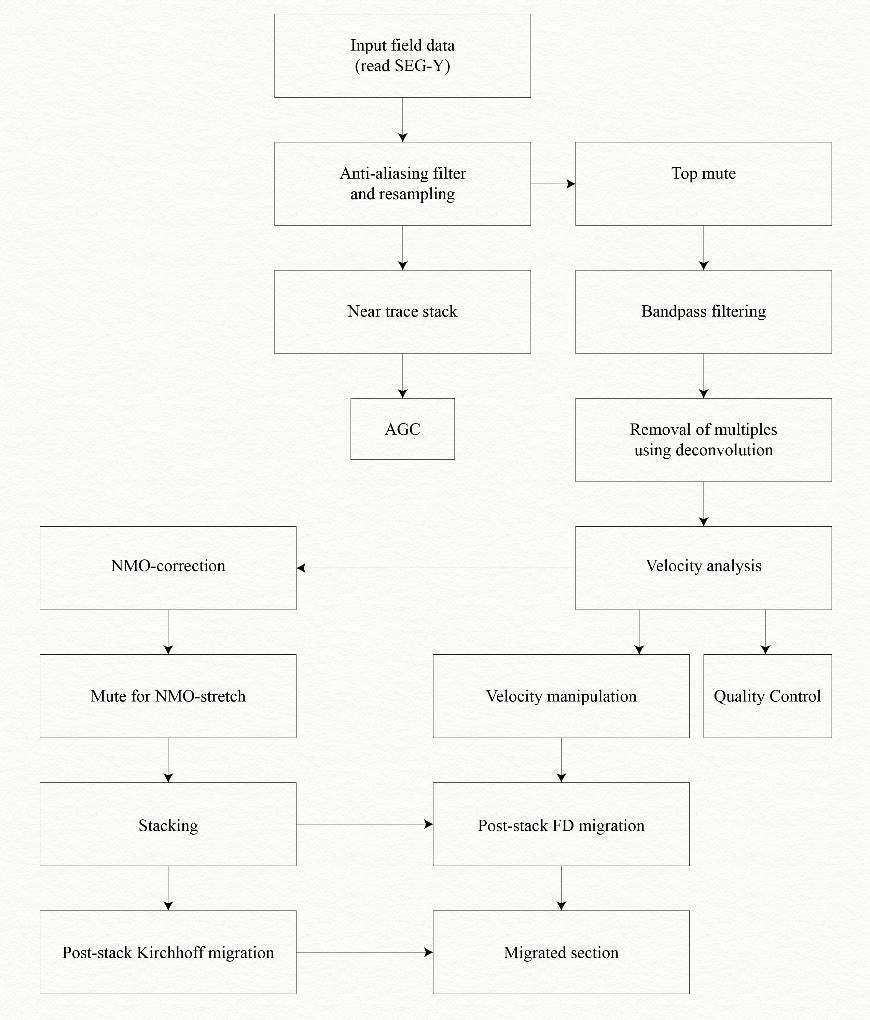 Input field data
(read SEG-Y)
Anti-aliasing filter
and resampling
Top mute
Near trace stack
Bandpass filtering
AGC
Removal of multiples
using deconvolution
NMO-correction
Velocity analysis
Mute for NMO-stretch
Velocity manipulation
Quality Control
Stacking
Post-stack FD migration
Post-stack Kirchhoff migration
Migrated section